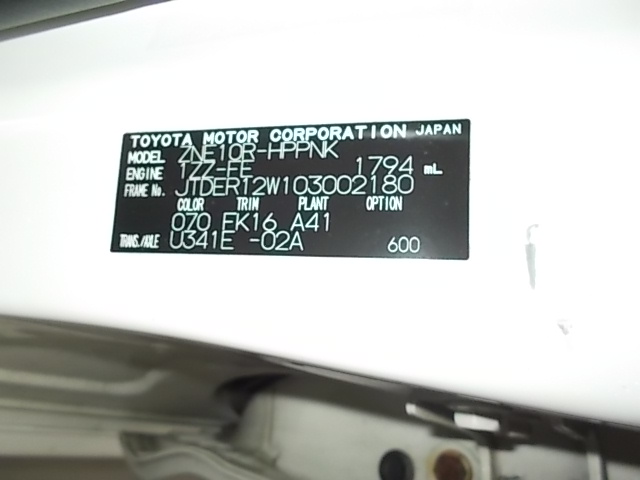 TOYOTA MOTOR CORPORATION JAPAN
MODEL ZNE10R-HPPNK
ENGINE 1ZZ-FE 1794 mL
FRAME No. JTDERT2W103002180
COLOR TRIM PLANT OPTION
070 FK16 A41
TRANS./AXLE U341E -02A 600